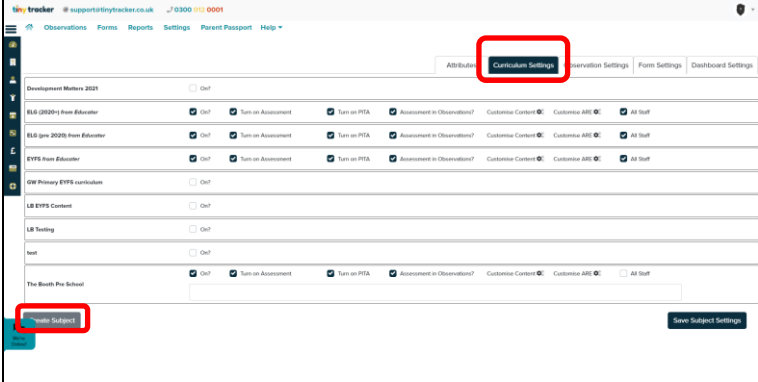 tiny tracker support@tinytracker.co.uk 0300 012 0001
Observations Forms Reports Settings Parent Passport Help
Attributes Curriculum Settings Observation Settings Form Settings Dashboard Settings
Development Matters 2021 On?
ELG (2020+) from Educater On? Turn on Assessment Turn on PITA Assessment in Observations? Customise Content Customise ARE All Staff
ELG (pre 2020) from Educater On? Turn on Assessment Turn on PITA Assessment in Observations? Customise Content Customise ARE All Staff
EYFS from Educater On? Turn on Assessment Turn on PITA Assessment in Observations? Customise Content Customise ARE All Staff
GW Primary EYFS curriculum On?
LB EYFS Content On?
LB Testing On?
test On?
The Booth Pre School On? Turn on Assessment Turn on PITA Assessment in Observations? Customise Content Customise ARE All Staff
Create Subject Save Subject Settings